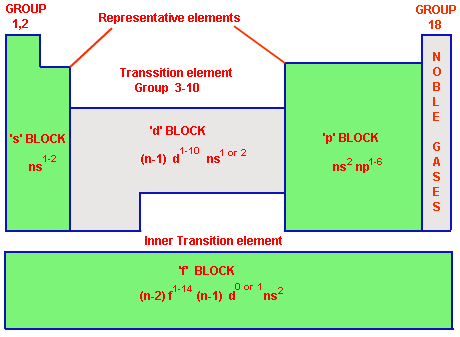 GROUP
1,2
Representative elements
GROUP
18
Transsition element
Group 3-10
's' BLOCK
ns1-2
'd' BLOCK
(n-1) d1-10 ns1 or 2
'p' BLOCK
ns2 np1-6
NOBLE GASES
Inner Transition element
'f' BLOCK
(n-2) f1-14 (n-1) d0 or 1 ns2